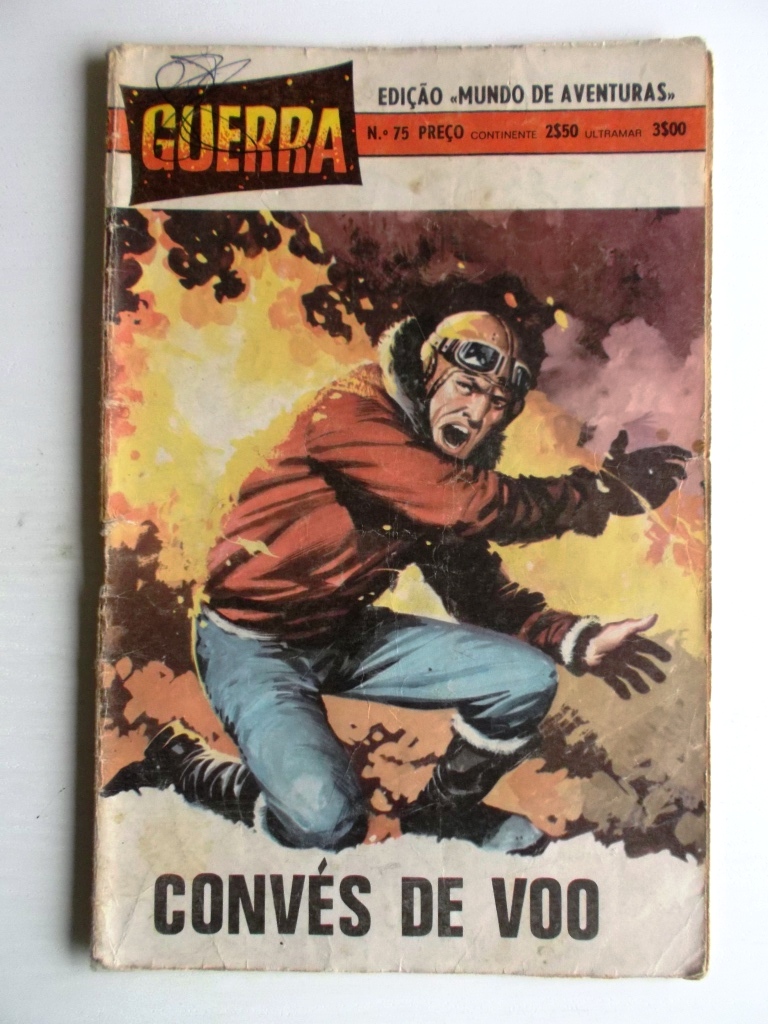 GUERRA
EDIÇÃO «MUNDO DE AVENTURAS»
N.º 75 PREÇO CONTINENTE 2$50 ULTRAMAR 3$00
CONVÉS DE VOO